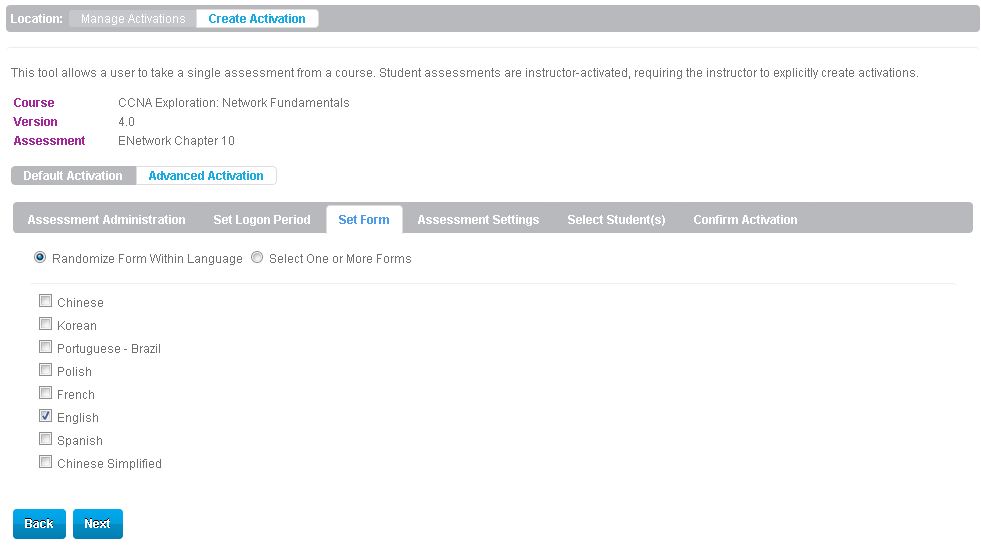 Location: Manage Activations Create Activation
This tool allows a user to take a single assessment from a course. Student assessments are instructor-activated, requiring the instructor to explicitly create activations.
Course CCNA Exploration: Network Fundamentals
Version 4.0
Assessment ENetwork Chapter 10
Default Activation Advanced Activation
Assessment Administration Set Logon Period Set Form Assessment Settings Select Student(s) Confirm Activation
Randomize Form Within Language Select One or More Forms
Chinese
Korean
Portuguese - Brazil
Polish
French
English
Spanish
Chinese Simplified
Back Next